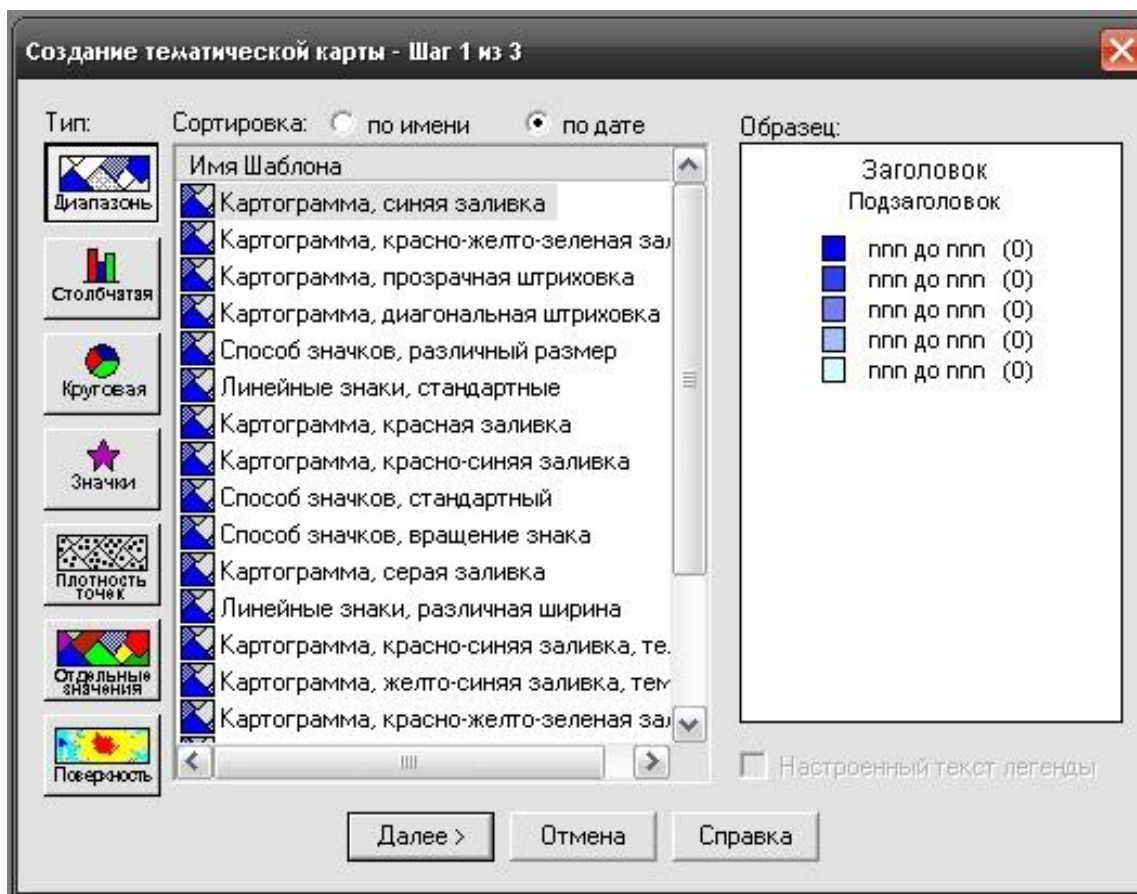 Создание тематической карты - Шаг 1 из 3
Тип:
Диапазоны
Столбчатая
Круговая
Значки
Плотность
точек
Отдельные
значения
Поверхность
Сортировка: по имени по дате
Имя Шаблона
Картограмма, синяя заливка
Картограмма, красно-желто-зеленая зал
Картограмма, прозрачная штриховка
Картограмма, диагональная штриховка
Способ значков, различный размер
Линейные знаки, стандартные
Картограмма, красная заливка
Картограмма, красно-синяя заливка
Способ значков, стандартный
Способ значков, вращение знака
Картограмма, серая заливка
Линейные знаки, различная ширина
Картограмма, красно-синяя заливка, те.
Картограмма, желто-синяя заливка, тем
Картограмма, красно-желто-зеленая зал
Образец:
Заголовок
Подзаголовок
nnn до nnn (0)
nnn до nnn (0)
nnn до nnn (0)
nnn до nnn (0)
nnn до nnn (0)
Настроенный текст легенды
Далее >
Отмена
Справка